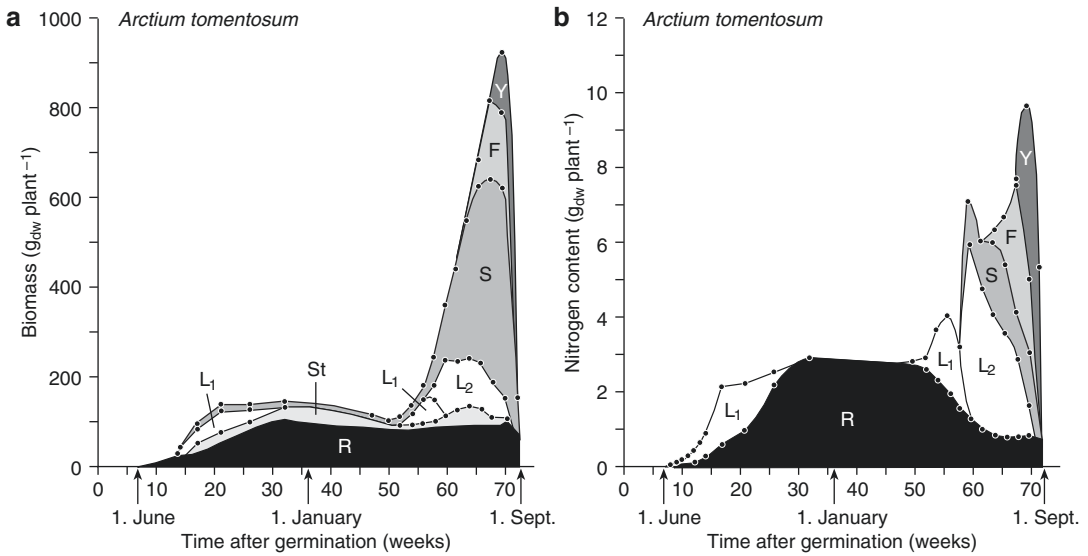 a
Arctium tomentosum
Biomass (g_dw plant⁻¹)
1000
800
600
400
200
0
Y
F
S
L₁
St
L₁
L₂
R
0 10 20 30 40 50 60 70
1. June
1. January
1. Sept.
Time after germination (weeks)
b
Arctium tomentosum
Nitrogen content (g_dw plant⁻¹)
12
10
8
6
4
2
0
Y
F
S
L₁
L₁
L₂
R
0 10 20 30 40 50 60 70
1. June
1. January
1. Sept.
Time after germination (weeks)